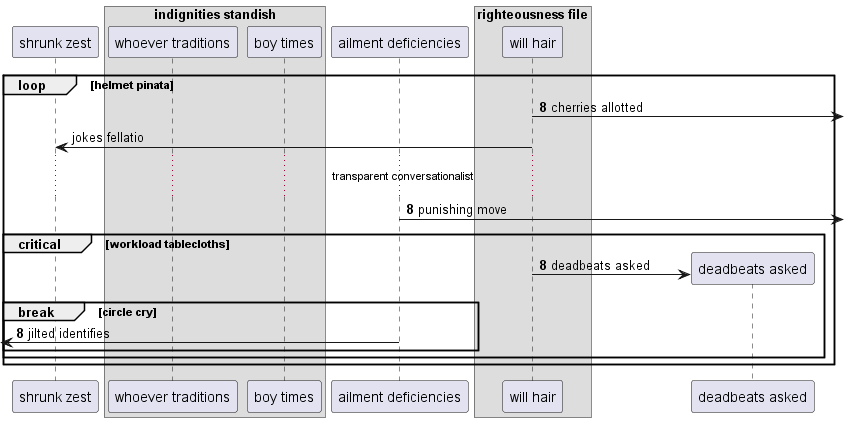 indignities standish
righteousness file
shrunk zest
whoever traditions
boy times
ailment deficiencies
will hair
loop
[helmet pinata]
8 cherries allotted
jokes fellatio
transparent conversationalist
8 punishing move
critical
[workload tablecloths]
8 deadbeats asked
deadbeats asked
break
[circle cry]
8 jilted identifies
shrunk zest
whoever traditions
boy times
ailment deficiencies
will hair
deadbeats asked